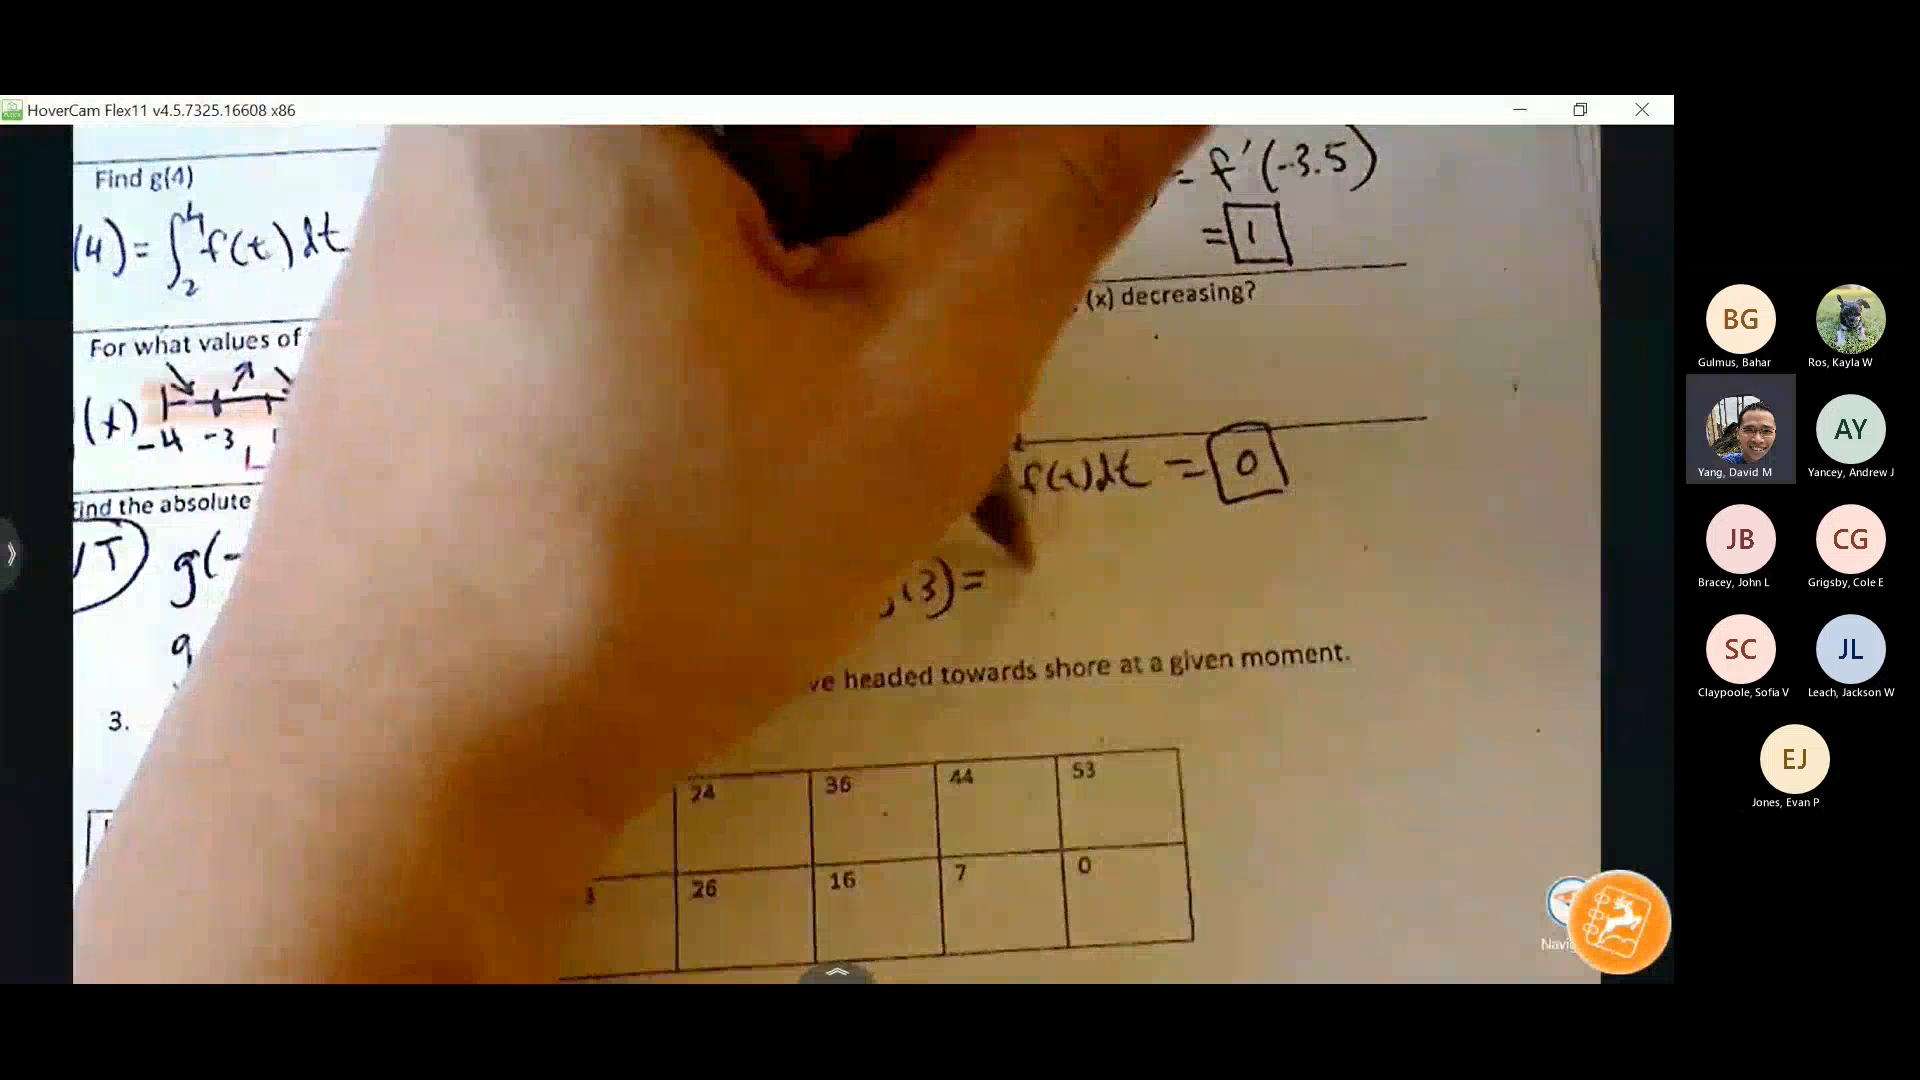 HoverCam Flex11 v4.5.7325.16608 x86
Find g(4)
= f'(-3.5)
(4) = ∫₂⁴ f(t) dt
= 1
(x) decreasing?
For what values of
(x)
-4 -3
f(t) dt = 0
Find the absolute
g(-
(3) =
g
ve headed towards shore at a given moment.
3.
24 36 44 53
26 16 7 0
BG
Gulmus, Bahar
Ros, Kayla W
Yang, David M
AY
Yancey, Andrew J
JB
Bracey, John L
CG
Grigsby, Cole E
SC
Claypoole, Sofia V
JL
Leach, Jackson W
EJ
Jones, Evan P